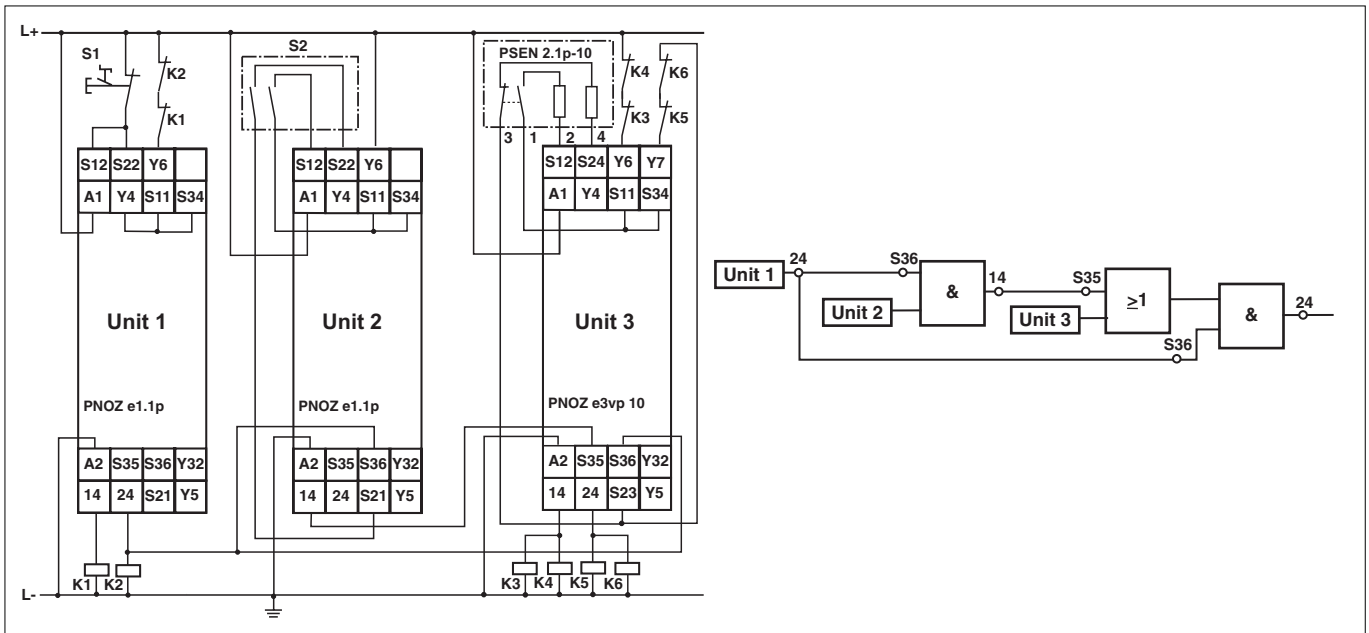 L+
S1
K2
K1
S2
PSEN 2.1p-10
K4
K6
K3
K5
3 1 2 4
S12 S22 Y6
A1 Y4 S11 S34
S12 S22 Y6
A1 Y4 S11 S34
S12 S24 Y6 Y7
A1 Y4 S11 S34
Unit 1
Unit 2
Unit 3
PNOZ e1.1p
PNOZ e1.1p
PNOZ e3vp 10
A2 S35 S36 Y32
14 24 S21 Y5
A2 S35 S36 Y32
14 24 S21 Y5
A2 S35 S36 Y32
14 24 S23 Y5
K1 K2
K3 K4 K5 K6
L-
Unit 1
24
S36
&
Unit 2
14
S35
≥1
Unit 3
S36
&
24